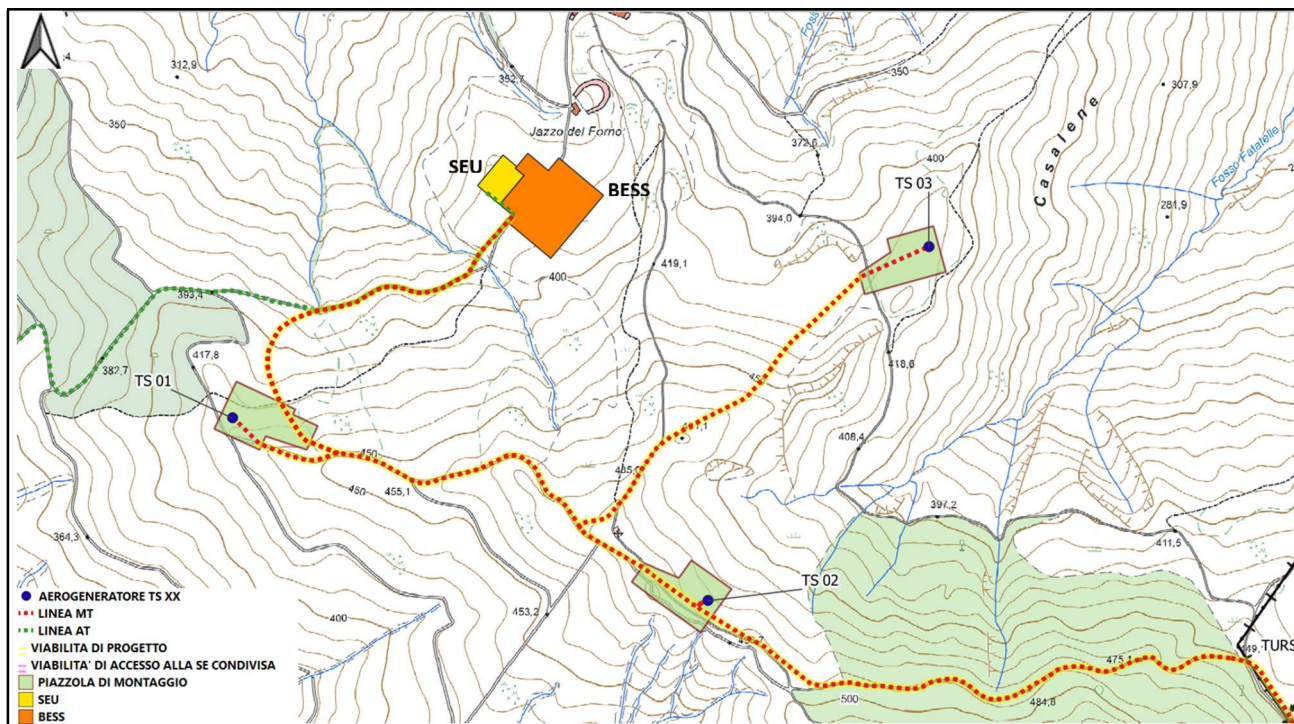 312,9
350
352,7
Jazzo del Forno
SEU
BESS
350
372,6
400
TS 03
Casalene
307,9
Fosso Fafatelle
281,9
394,0
419,1
400
393,4
417,8
382,7
TS 01
418,6
408,4
450
450
455,1
364,3
397,2
411,5
TS 02
453,2
400
500
475,1
484,8
TURS
AEROGENERATORE TS XX
LINEA MT
LINEA AT
VIABILITA DI PROGETTO
VIABILITA' DI ACCESSO ALLA SE CONDIVISA
PIAZZOLA DI MONTAGGIO
SEU
BESS